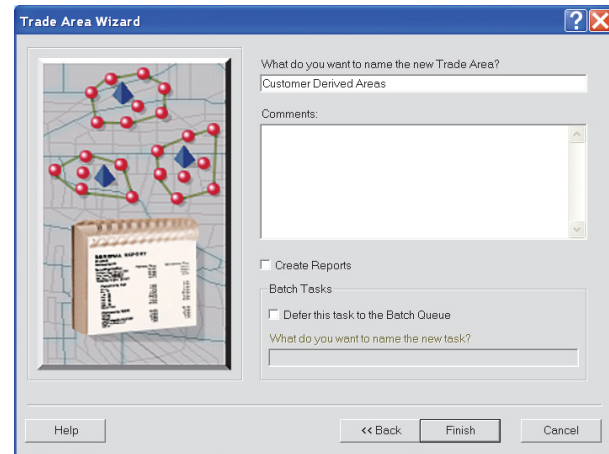 Trade Area Wizard
What do you want to name the new Trade Area?
Customer Derived Areas
Comments:
Create Reports
Batch Tasks
Defer this task to the Batch Queue
What do you want to name the new task?
Help
<< Back
Finish
Cancel